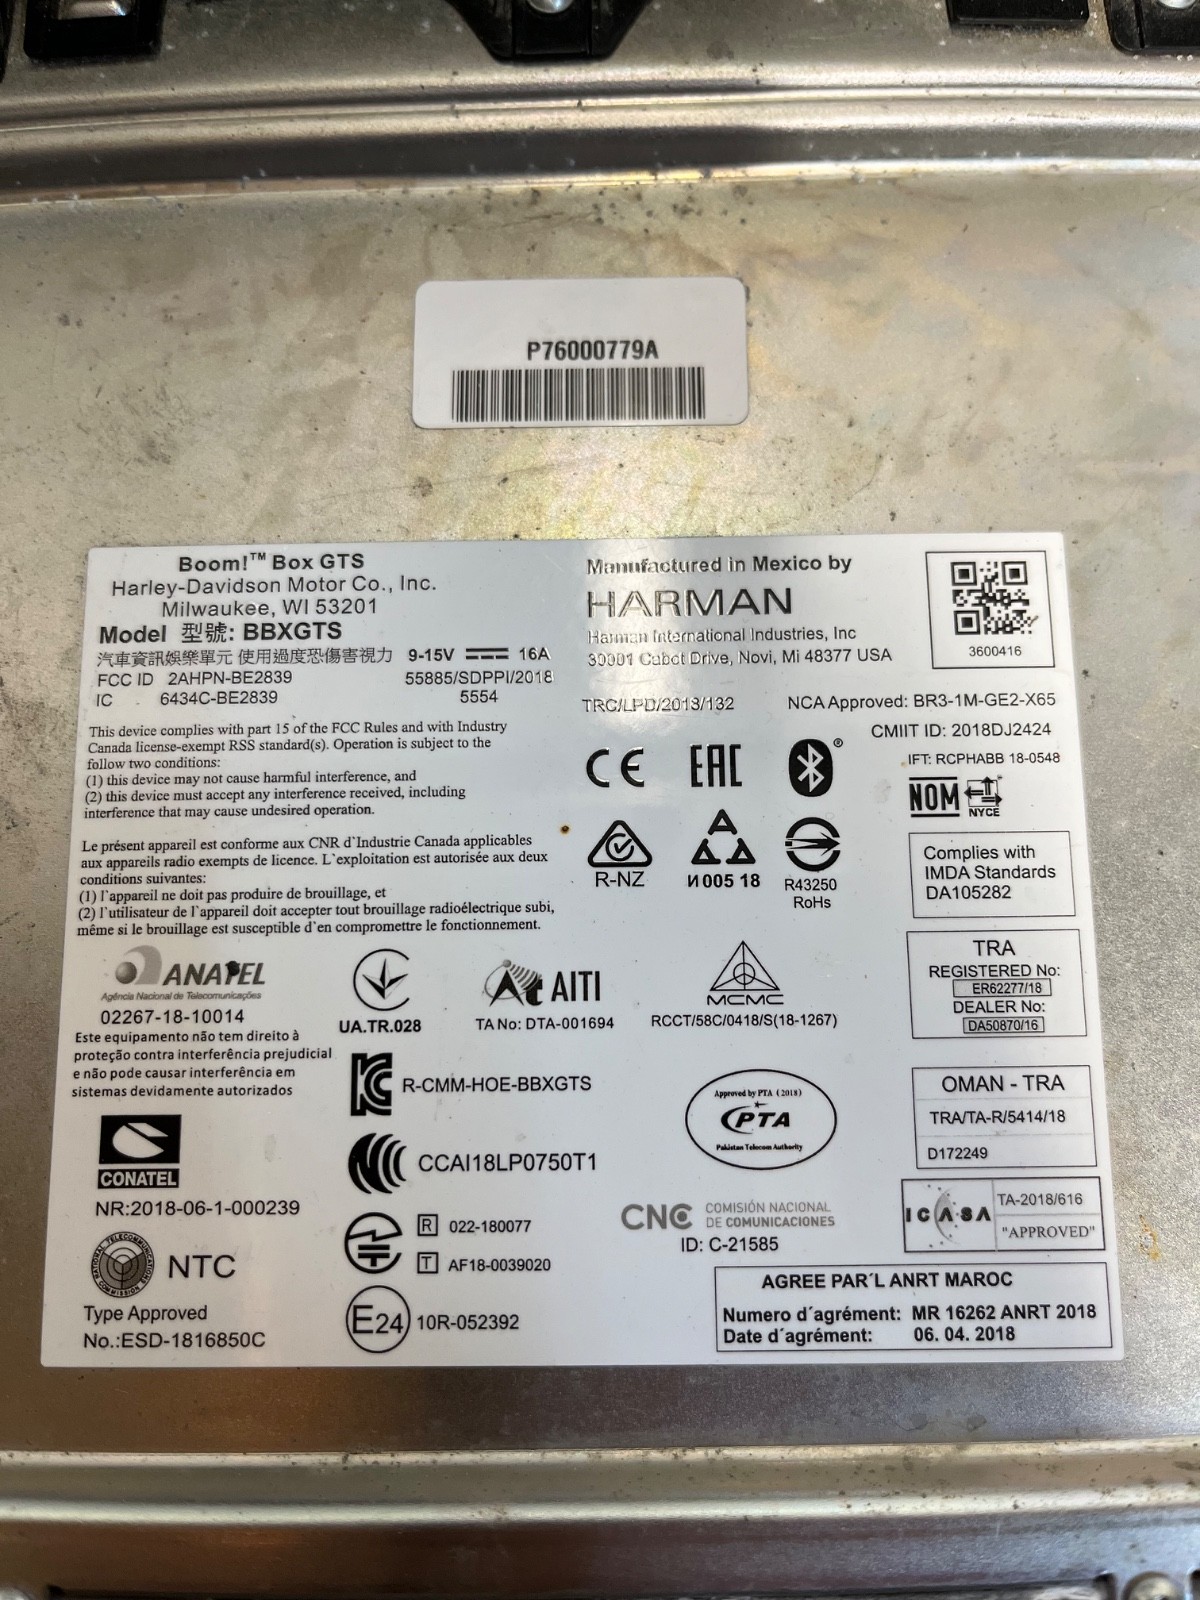 P76000779A
Boom!™ Box GTS
Harley-Davidson Motor Co., Inc.
Milwaukee, WI 53201
Model 型號: BBXGTS
汽車資訊娛樂單元 使用過度恐傷害視力
9-15V 16A
FCC ID 2AHPN-BE2839
55885/SDPPI/2018
IC 6434C-BE2839
5554
Manufactured in Mexico by
HARMAN
Harman International Industries, Inc
30001 Cabot Drive, Novi, Mi 48377 USA
3600416
TRC/LPD/2018/132
NCA Approved: BR3-1M-GE2-X65
CMIIT ID: 2018DJ2424
IFT: RCPHABB 18-0548
This device complies with part 15 of the FCC Rules and with Industry
Canada license-exempt RSS standard(s). Operation is subject to the
follow two conditions:
(1) this device may not cause harmful interference, and
(2) this device must accept any interference received, including
interference that may cause undesired operation.
CE
EAC
®
NOM
NYCE
Le présent appareil est conforme aux CNR d'Industrie Canada applicables
aux appareils radio exempts de licence. L'exploitation est autorisée aux deux
conditions suivantes:
(1) l'appareil ne doit pas produire de brouillage, et
(2) l'utilisateur de l'appareil doit accepter tout brouillage radioélectrique subi,
même si le brouillage est susceptible d'en compromettre le fonctionnement.
R-NZ
И005 18
R43250
RoHs
Complies with
IMDA Standards
DA105282
TRA
REGISTERED No:
ER62277/18
DEALER No:
DA50870/16
ANATEL
Agência Nacional de Telecomunicações
02267-18-10014
Este equipamento não tem direito à
proteção contra interferência prejudicial
e não pode causar interferência em
sistemas devidamente autorizados
UA.TR.028
AITI
TA No: DTA-001694
MCMC
RCCT/58C/0418/S(18-1267)
R-CMM-HOE-BBXGTS
CCAI18LP0750T1
R 022-180077
T AF18-0039020
E24 10R-052392
Approved by PTA (2018)
PTA
Pakistan Telecom Authority
OMAN - TRA
TRA/TA-R/5414/18
D172249
CONATEL
NR:2018-06-1-000239
NATIONAL TELECOMMUNICATIONS COMMISSION
NTC
Type Approved
No.:ESD-1816850C
CNC COMISIÓN NACIONAL
DE COMUNICACIONES
ID: C-21585
ICASA
TA-2018/616
"APPROVED"
AGREE PAR´L ANRT MAROC
Numero d´agrément: MR 16262 ANRT 2018
Date d´agrément: 06. 04. 2018